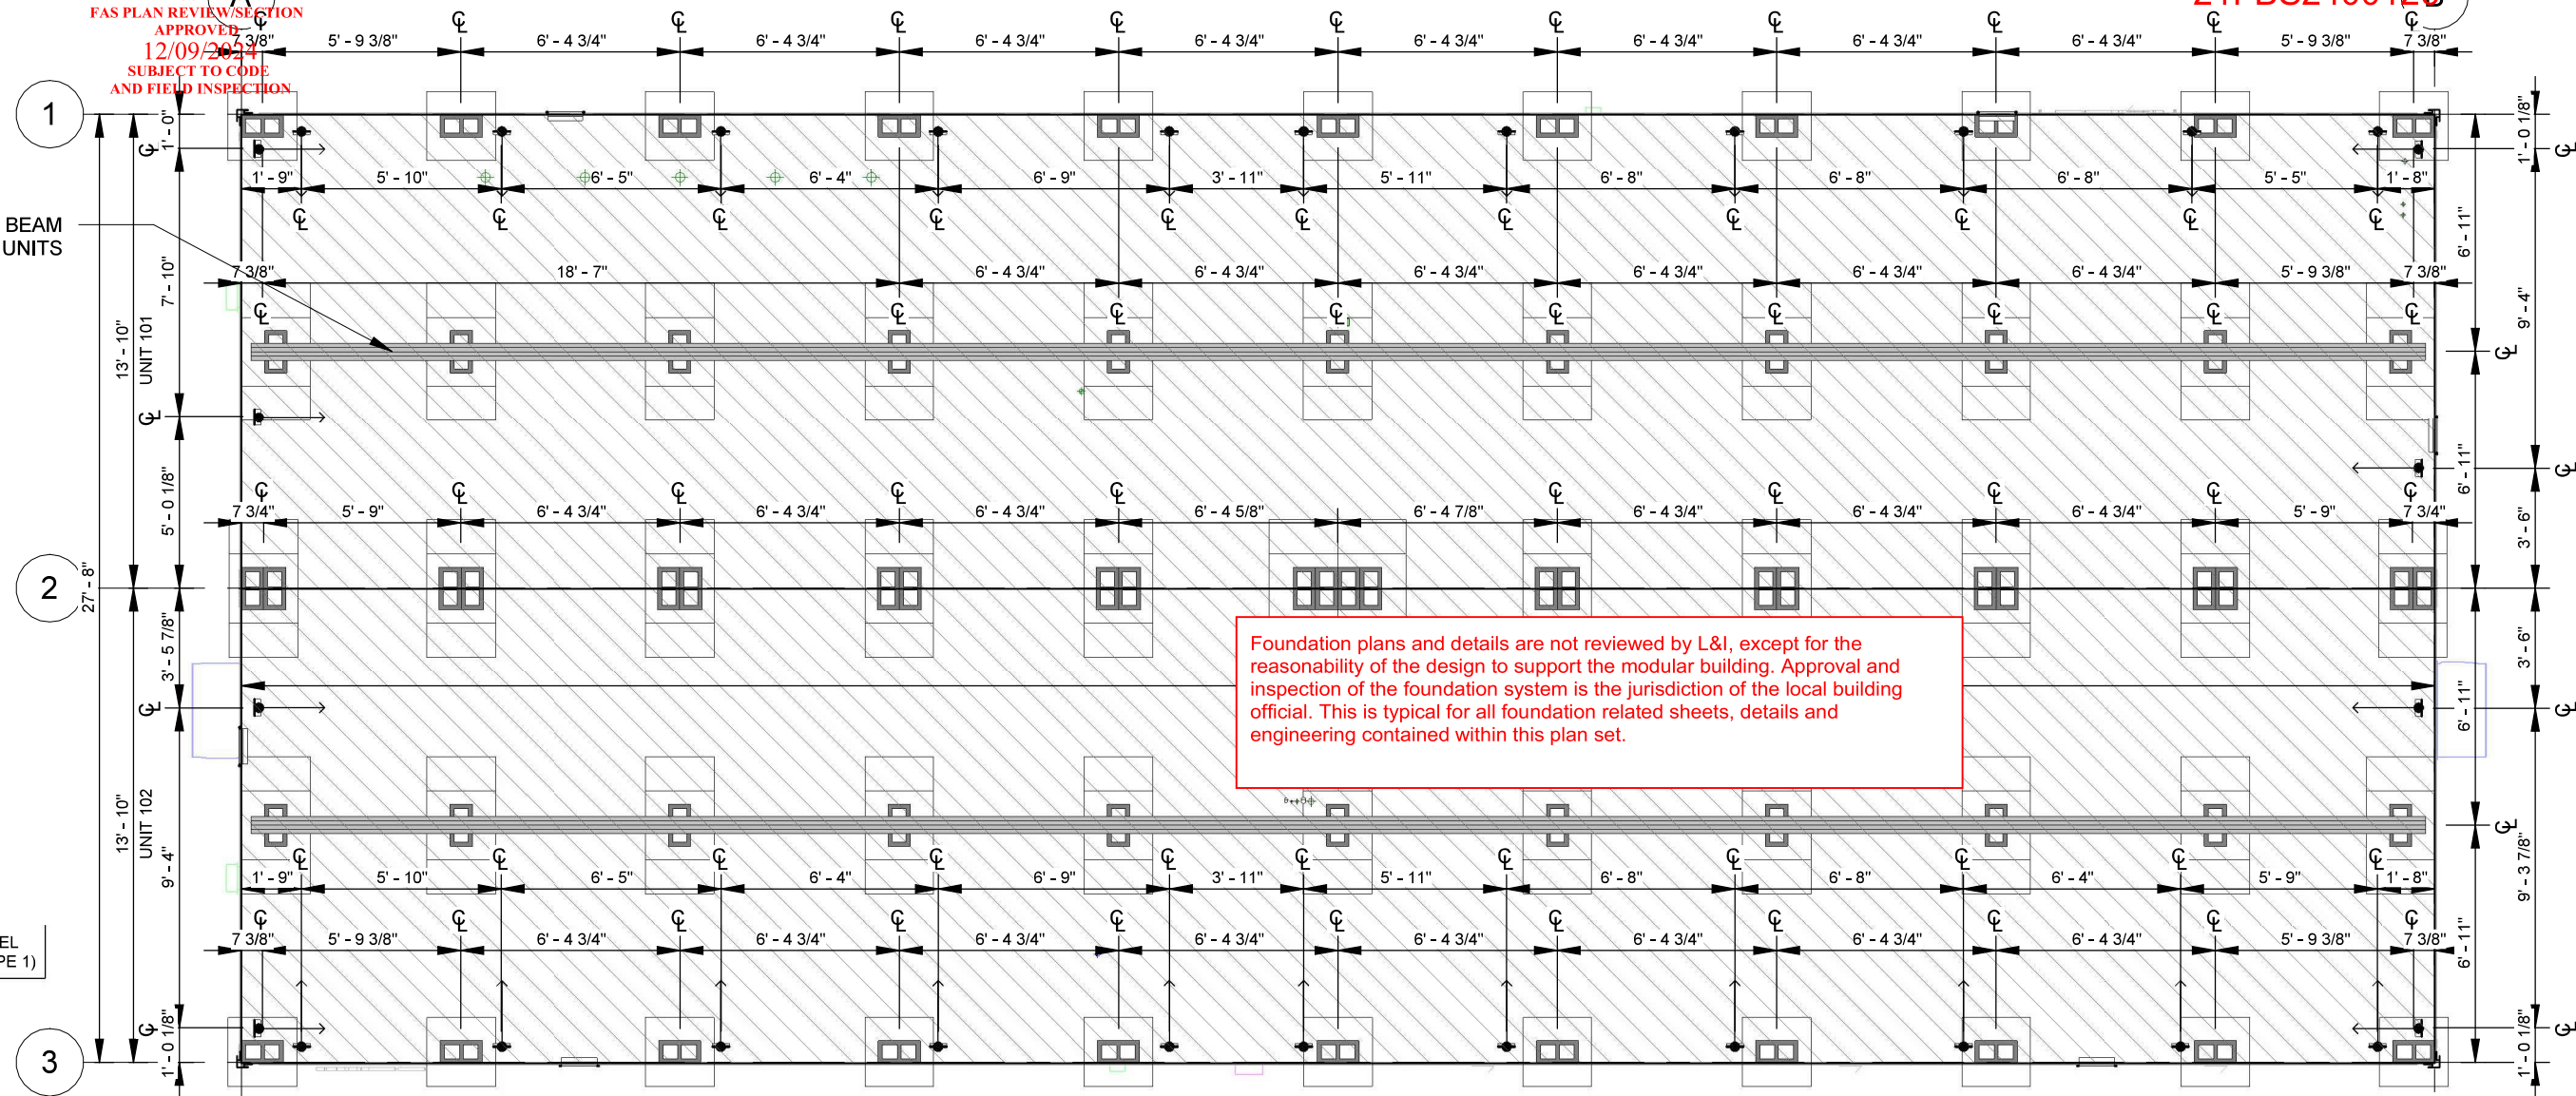 FAS PLAN REVIEW/SECTION
APPROVED
12/09/2024
SUBJECT TO CODE
AND FIELD INSPECTION
℄ ℄ ℄ ℄ ℄ ℄ ℄ ℄ ℄ ℄ ℄
7 3/8" 5' - 9 3/8" 6' - 4 3/4" 6' - 4 3/4" 6' - 4 3/4" 6' - 4 3/4" 6' - 4 3/4" 6' - 4 3/4" 6' - 4 3/4" 6' - 4 3/4" 5' - 9 3/8" 7 3/8"
1
1' - 0"
℄
1' - 0 1/8"
℄
1' - 9" 5' - 10" 6' - 5" 6' - 4" 6' - 9" 3' - 11" 5' - 11" 6' - 8" 6' - 8" 6' - 8" 5' - 5" 1' - 8"
℄ ℄ ℄ ℄ ℄ ℄ ℄ ℄ ℄ ℄ ℄
BEAM
UNITS
7 3/8" 18' - 7" 6' - 4 3/4" 6' - 4 3/4" 6' - 4 3/4" 6' - 4 3/4" 6' - 4 3/4" 6' - 4 3/4" 5' - 9 3/8" 7 3/8"
℄ ℄ ℄ ℄ ℄ ℄ ℄ ℄ ℄
7' - 10"
13' - 10"
UNIT 101
6' - 11"
9' - 4"
℄
℄
5' - 0 1/8"
6' - 11"
℄
3' - 6"
℄ ℄ ℄ ℄ ℄ ℄ ℄ ℄ ℄ ℄
7 3/4" 5' - 9" 6' - 4 3/4" 6' - 4 3/4" 6' - 4 3/4" 6' - 4 5/8" 6' - 4 7/8" 6' - 4 3/4" 6' - 4 3/4" 6' - 4 3/4" 5' - 9" 7 3/4"
2
27' - 8"
3' - 5 7/8"
3' - 6"
Foundation plans and details are not reviewed by L&I, except for the
reasonability of the design to support the modular building. Approval and
inspection of the foundation system is the jurisdiction of the local building
official. This is typical for all foundation related sheets, details and
engineering contained within this plan set.
℄
6' - 11"
℄
13' - 10"
UNIT 102
9' - 4"
℄
9' - 3 7/8"
℄ ℄ ℄ ℄ ℄ ℄ ℄ ℄ ℄ ℄ ℄
1' - 9" 5' - 10" 6' - 5" 6' - 4" 6' - 9" 3' - 11" 5' - 11" 6' - 8" 6' - 8" 6' - 4" 5' - 9" 1' - 8"
℄ ℄ ℄ ℄ ℄ ℄ ℄ ℄ ℄ ℄ ℄
7 3/8" 5' - 9 3/8" 6' - 4 3/4" 6' - 4 3/4" 6' - 4 3/4" 6' - 4 3/4" 6' - 4 3/4" 6' - 4 3/4" 6' - 4 3/4" 6' - 4 3/4" 5' - 9 3/8" 7 3/8"
6' - 11"
℄
1' - 0 1/8"
℄
1' - 0 1/8"
3